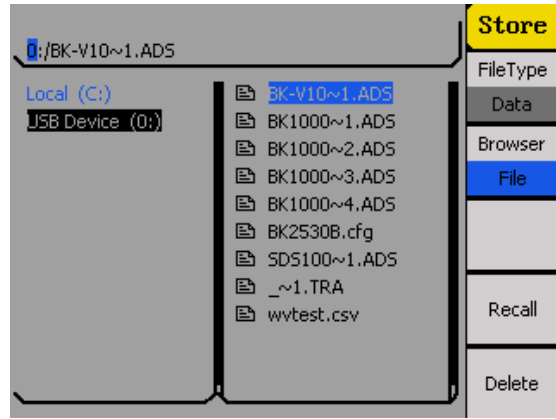 0:/BK-V10~1.ADS
Local (C:)
USB Device (0:)
BK-V10~1.ADS
BK1000~1.ADS
BK1000~2.ADS
BK1000~3.ADS
BK1000~4.ADS
BK2530B.cfg
SDS100~1.ADS
_~1.TRA
wvtest.csv
Store
FileType
Data
Browser
File
Recall
Delete